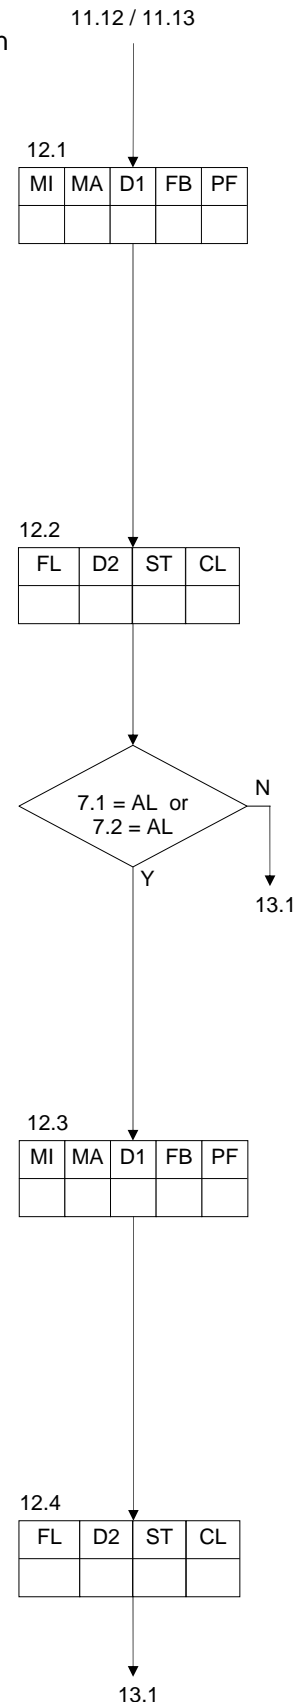 11.12 / 11.13
n
12.1
MI MA D1 FB PF
12.2
FL D2 ST CL
7.1 = AL or
7.2 = AL
N
Y
13.1
12.3
MI MA D1 FB PF
12.4
FL D2 ST CL
13.1